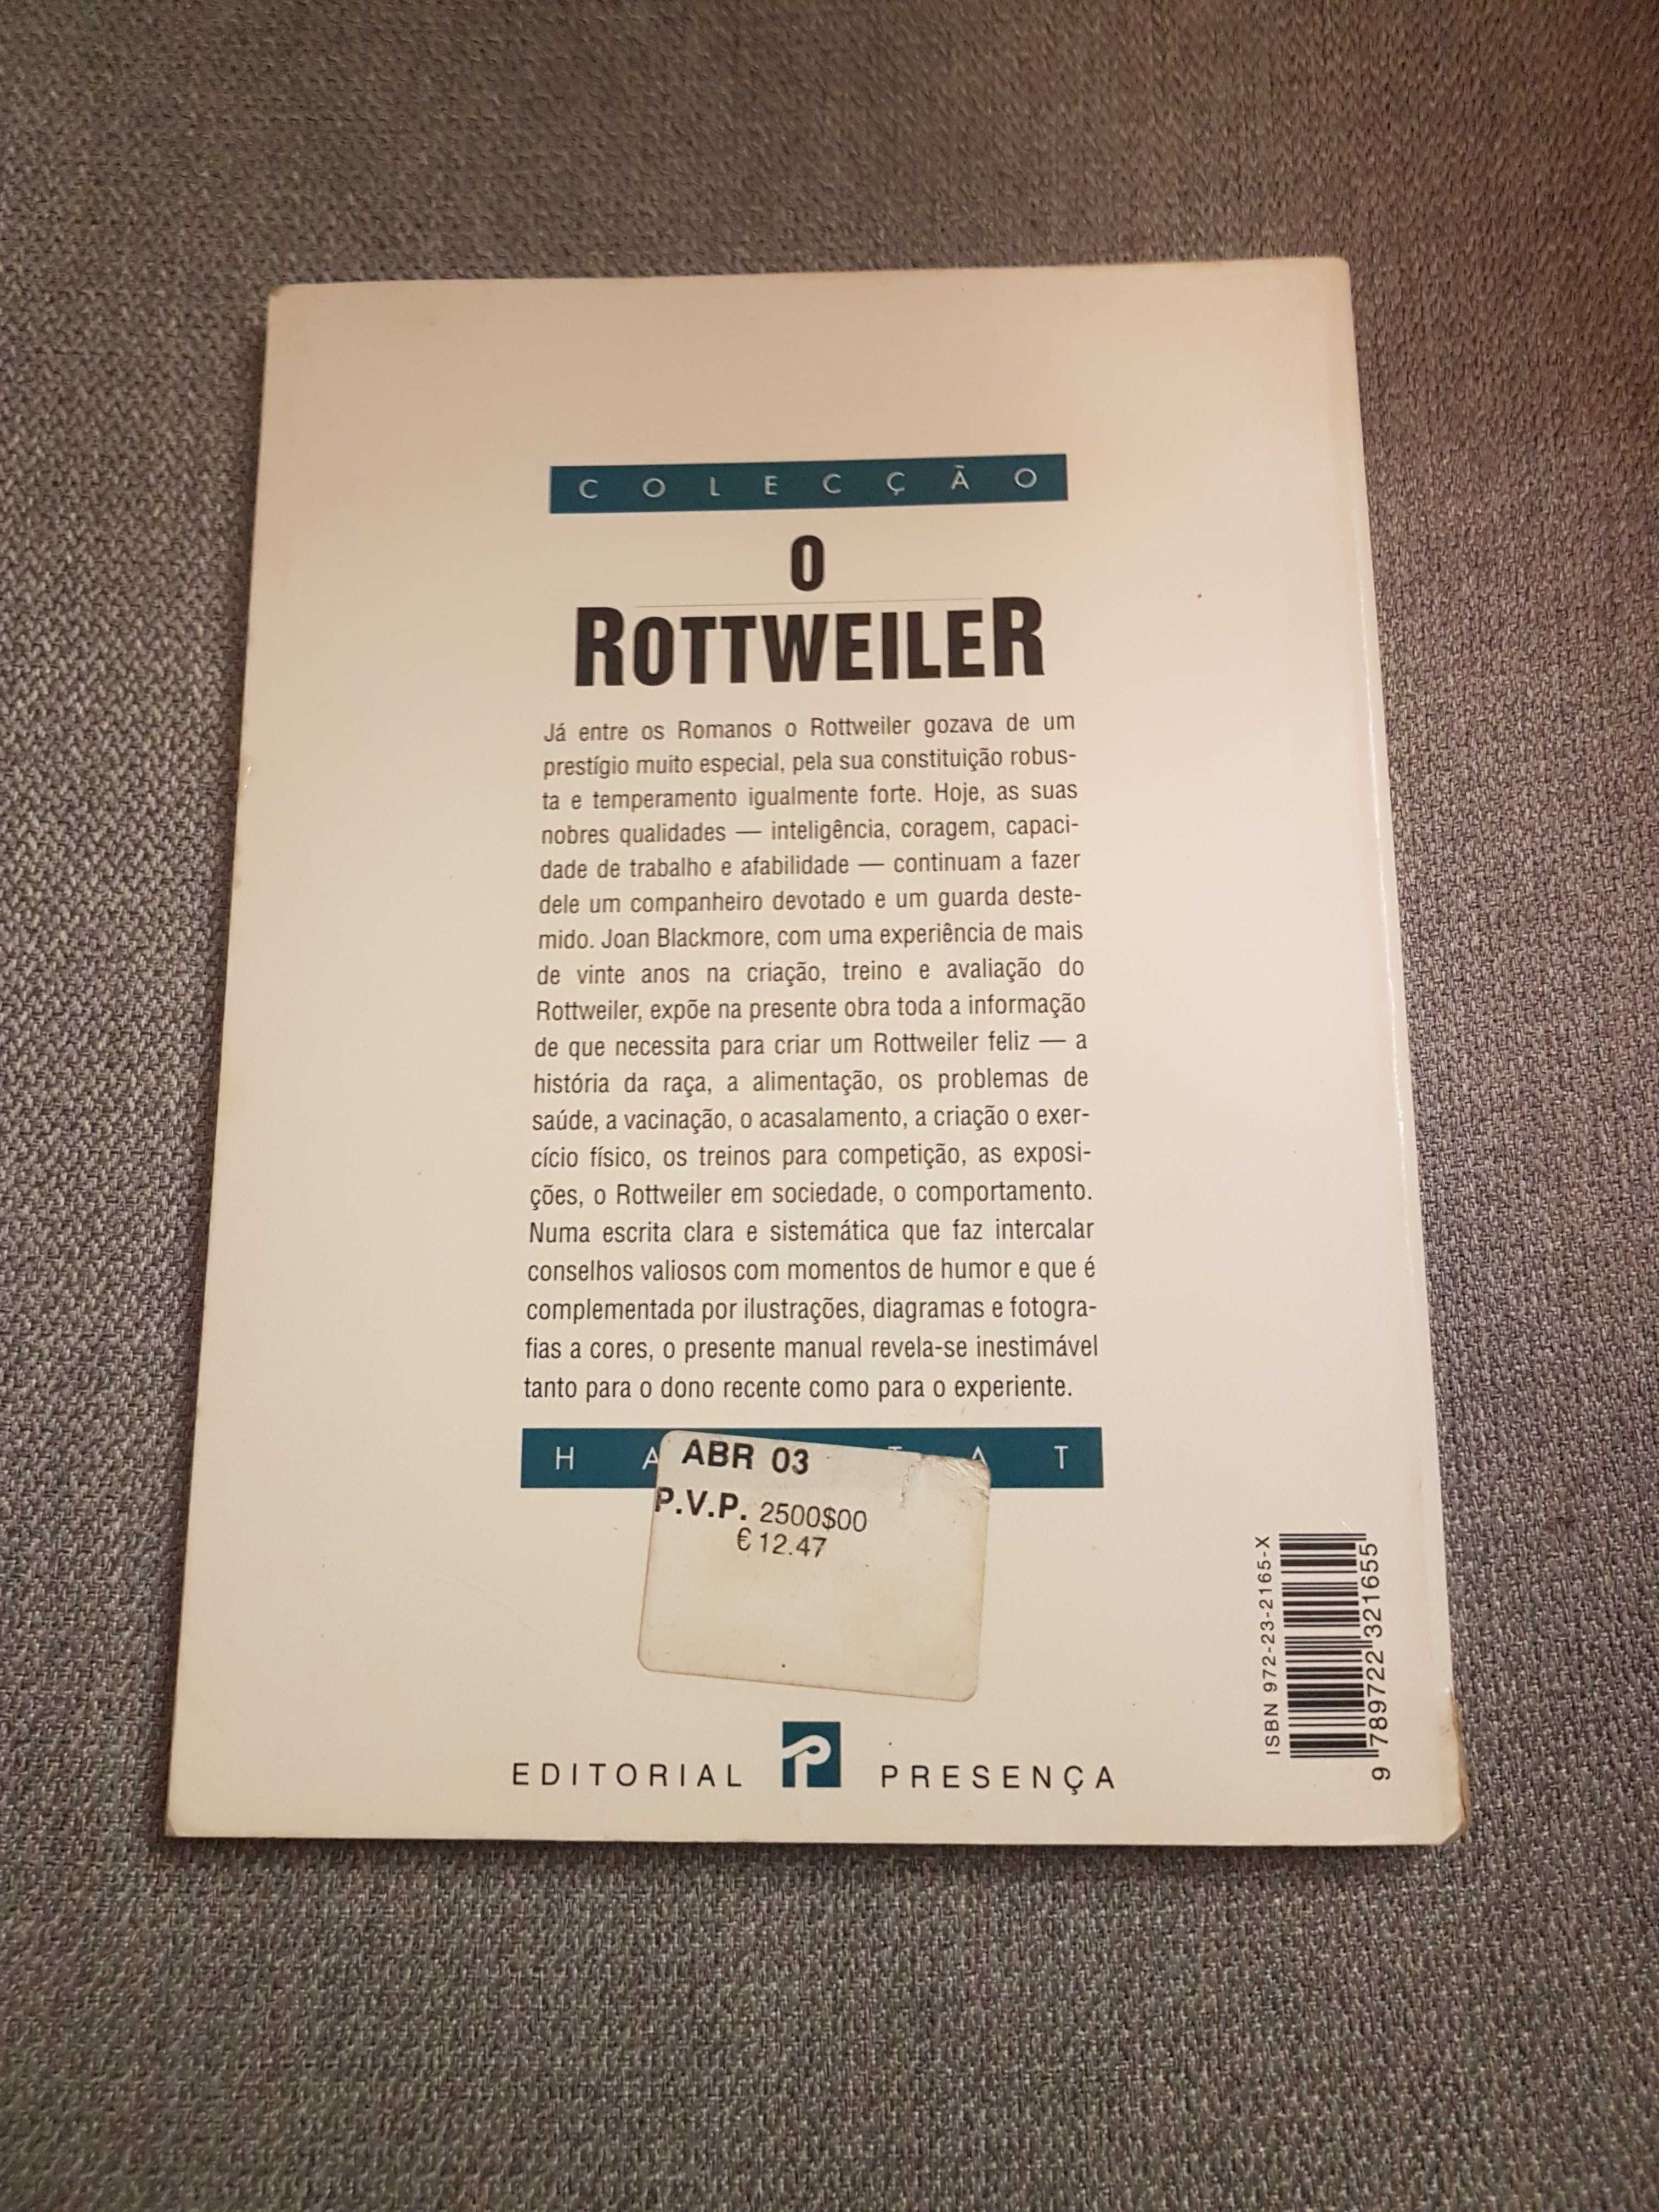 COLECÇÃO
O
ROTTWEILER
Já entre os Romanos o Rottweiler gozava de um
prestígio muito especial, pela sua constituição robus-
ta e temperamento igualmente forte. Hoje, as suas
nobres qualidades — inteligência, coragem, capaci-
dade de trabalho e afabilidade — continuam a fazer
dele um companheiro devotado e um guarda deste-
mido. Joan Blackmore, com uma experiência de mais
de vinte anos na criação, treino e avaliação do
Rottweiler, expõe na presente obra toda a informação
de que necessita para criar um Rottweiler feliz — a
história da raça, a alimentação, os problemas de
saúde, a vacinação, o acasalamento, a criação o exer-
cício físico, os treinos para competição, as exposi-
ções, o Rottweiler em sociedade, o comportamento.
Numa escrita clara e sistemática que faz intercalar
conselhos valiosos com momentos de humor e que é
complementada por ilustrações, diagramas e fotogra-
fias a cores, o presente manual revela-se inestimável
tanto para o dono recente como para o experiente.
ABR 03
P.V.P. 2500$00
€ 12.47
EDITORIAL PRESENÇA
ISBN 972-23-2165-X
9 789722 321655